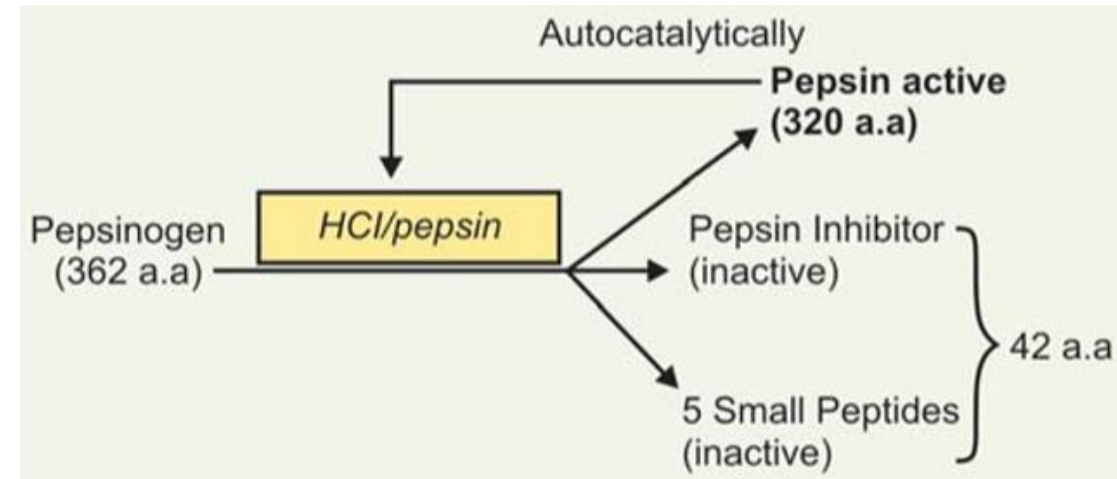 Autocatalytically
Pepsin active
(320 a.a)
HCl/pepsin
Pepsinogen
(362 a.a)
Pepsin Inhibitor
(inactive)
42 a.a
5 Small Peptides
(inactive)